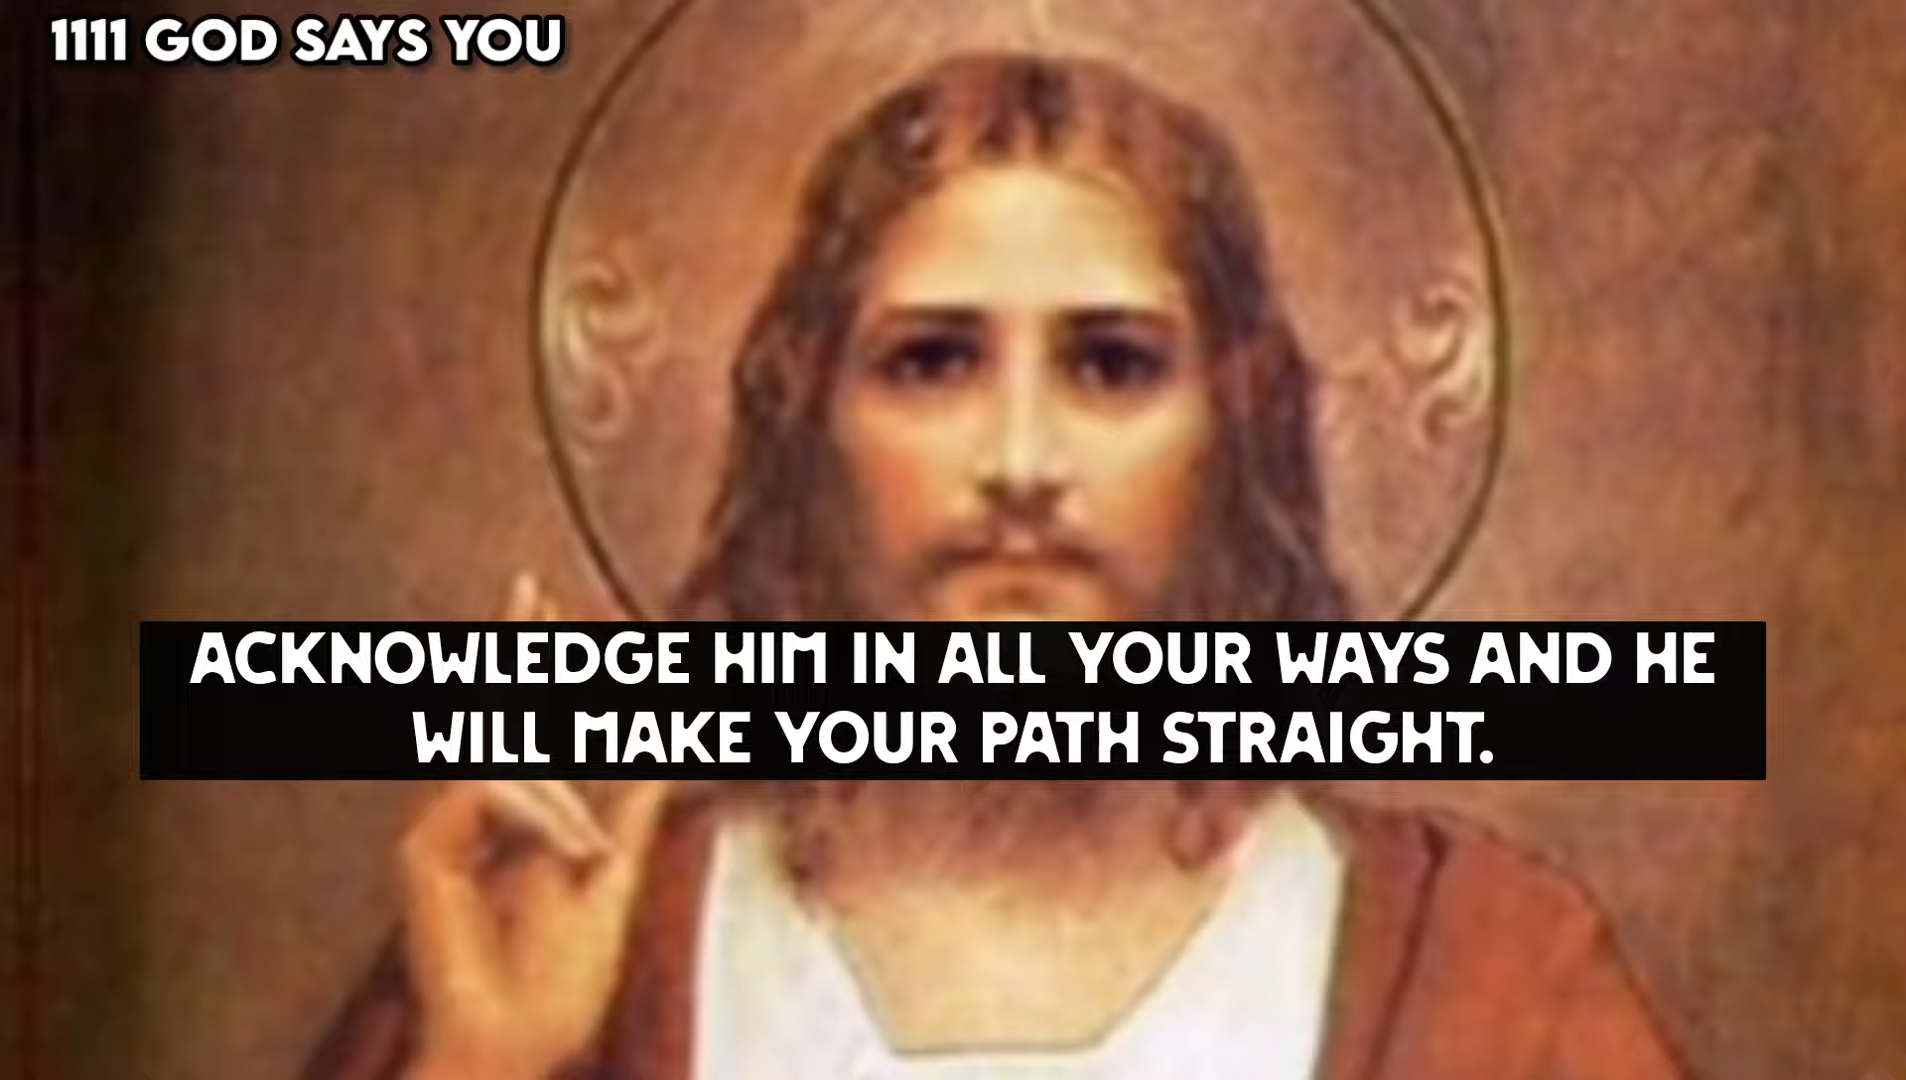 1111 GOD SAYS YOU
ACKNOWLEDGE HIM IN ALL YOUR WAYS AND HE
WILL MAKE YOUR PATH STRAIGHT.